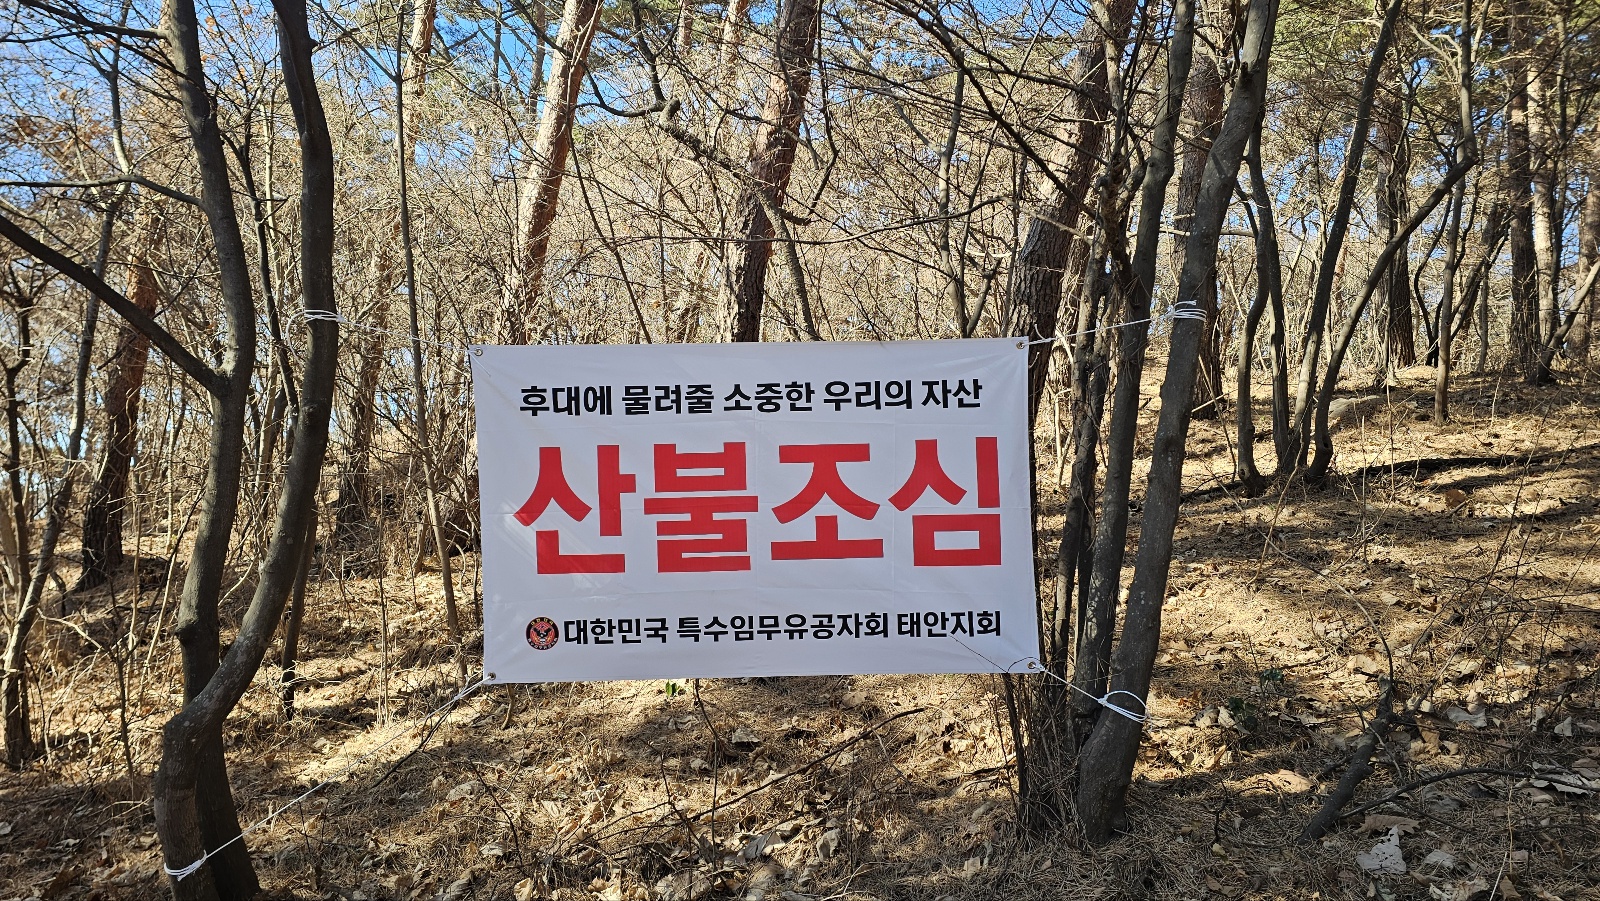 후대에 물려줄 소중한 우리의 자산
산불조심
대한민국 특수임무유공자회 태안지회